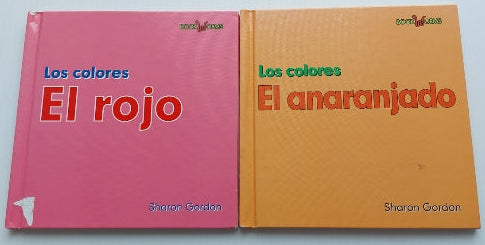 Los colores
El rojo
Sharon Gordon
Los colores
El anaranjado
Sharon Gordon